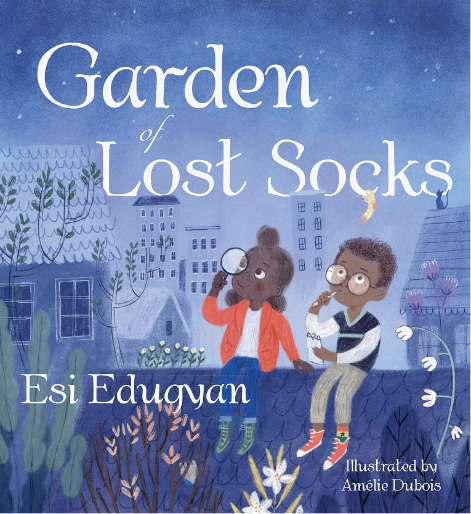 Garden
of
Lost Socks
Esi Edugyan
Illustrated by
Amélie Dubois